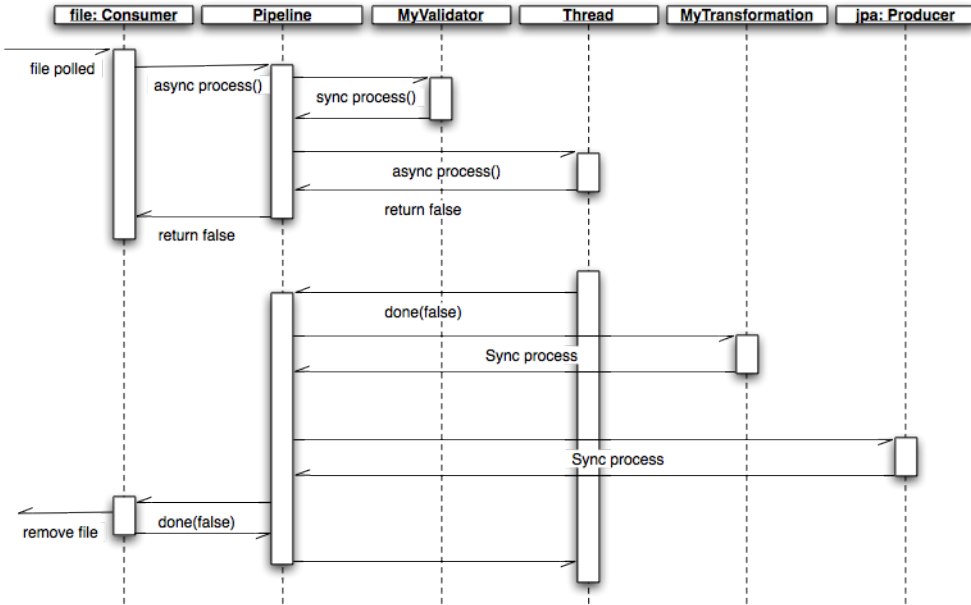 file: Consumer
Pipeline
MyValidator
Thread
MyTransformation
jpa: Producer
file polled
async process()
sync process()
async process()
return false
return false
done(false)
Sync process
Sync process
done(false)
remove file